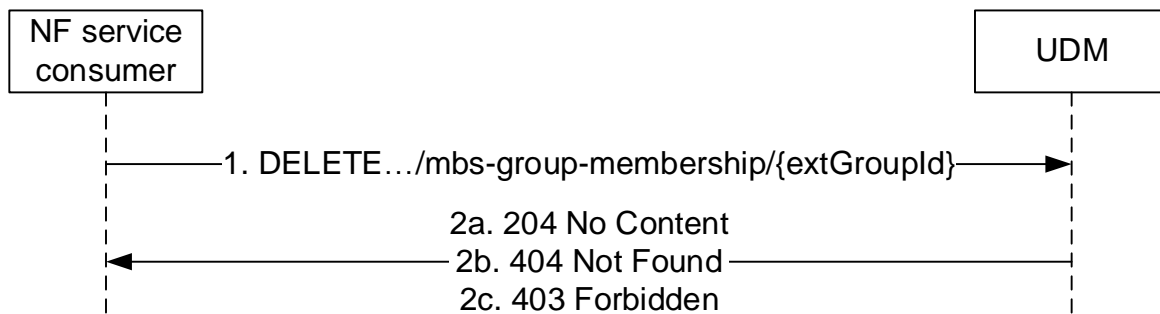 NF service
consumer
UDM
1. DELETE…/mbs-group-membership/{extGroupId}
2a. 204 No Content
2b. 404 Not Found
2c. 403 Forbidden